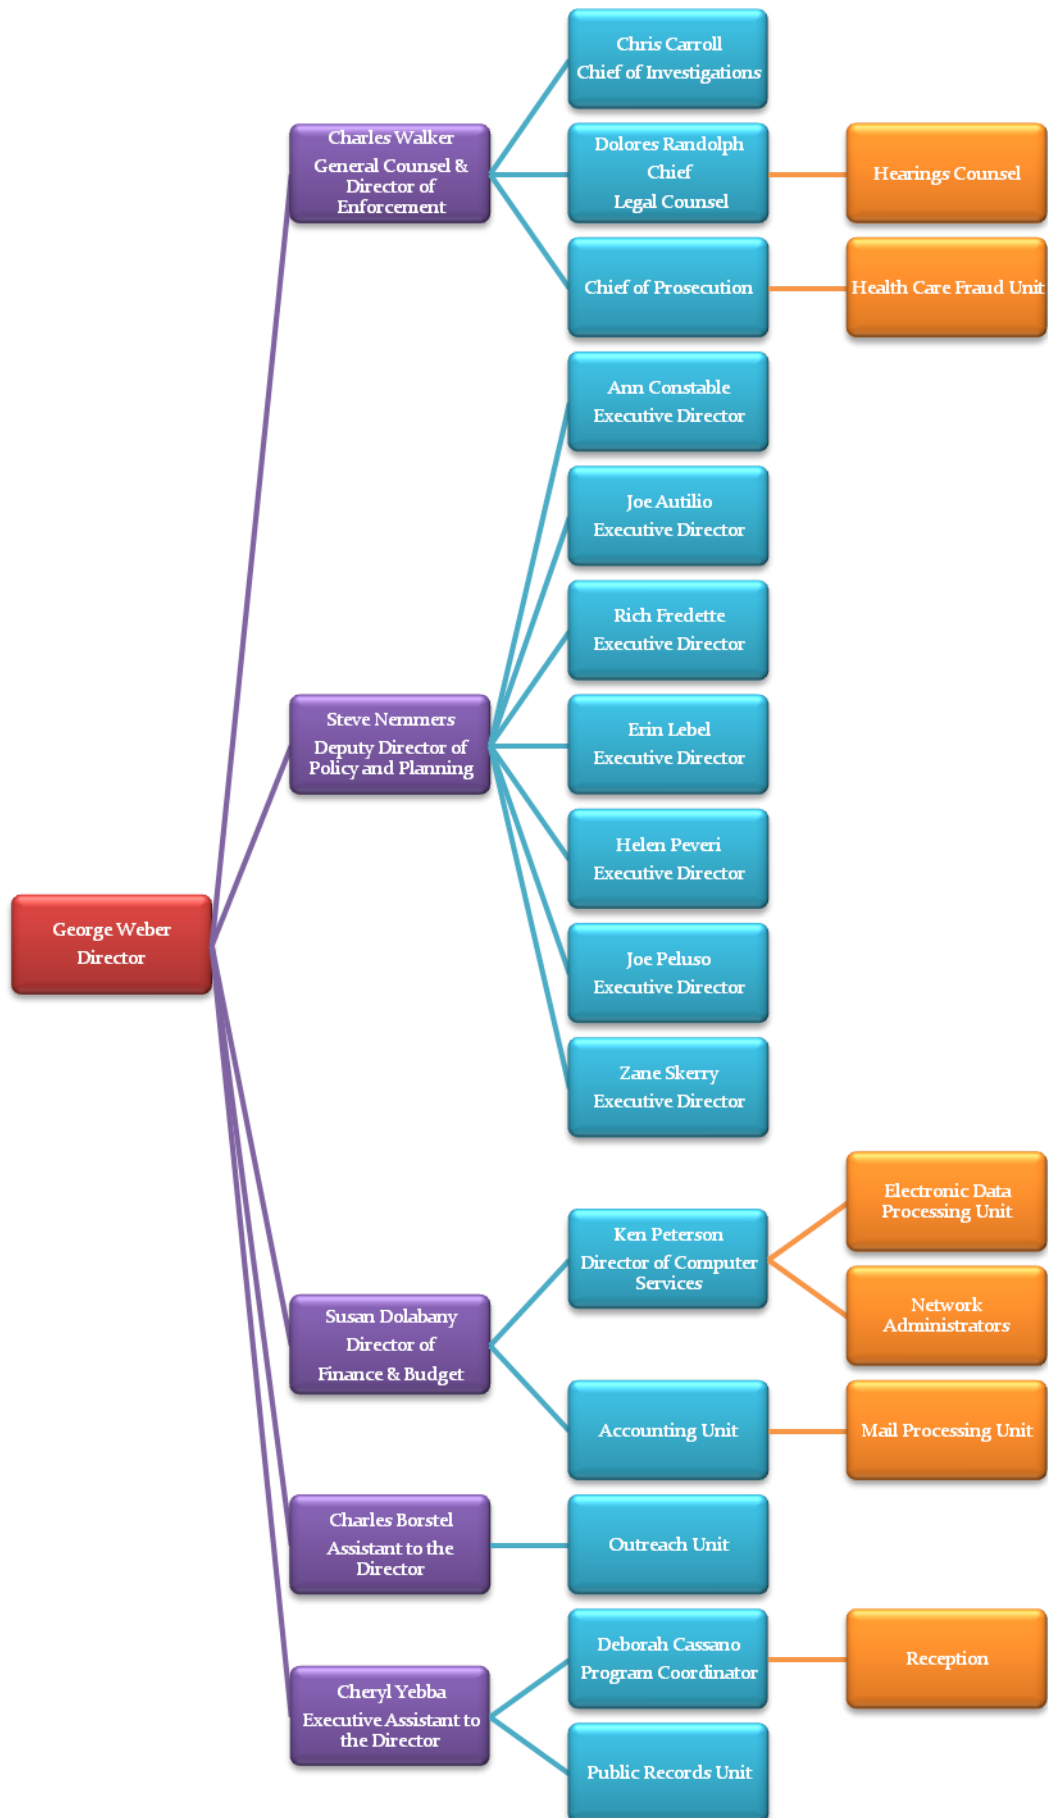 Chris Carroll
Chief of Investigations
Charles Walker
General Counsel &
Director of
Enforcement
Dolores Randolph
Chief
Legal Counsel
Hearings Counsel
Chief of Prosecution
Health Care Fraud Unit
Ann Constable
Executive Director
Joe Autilio
Executive Director
Rich Fredette
Executive Director
Steve Nemmers
Deputy Director of
Policy and Planning
Erin Lebel
Executive Director
Helen Peveri
Executive Director
George Weber
Director
Joe Peluso
Executive Director
Zane Skerry
Executive Director
Electronic Data
Processing Unit
Ken Peterson
Director of Computer
Services
Network
Administrators
Susan Dolabany
Director of
Finance & Budget
Accounting Unit
Mail Processing Unit
Charles Borstel
Assistant to the
Director
Outreach Unit
Deborah Cassano
Program Coordinator
Reception
Cheryl Yebba
Executive Assistant to
the Director
Public Records Unit